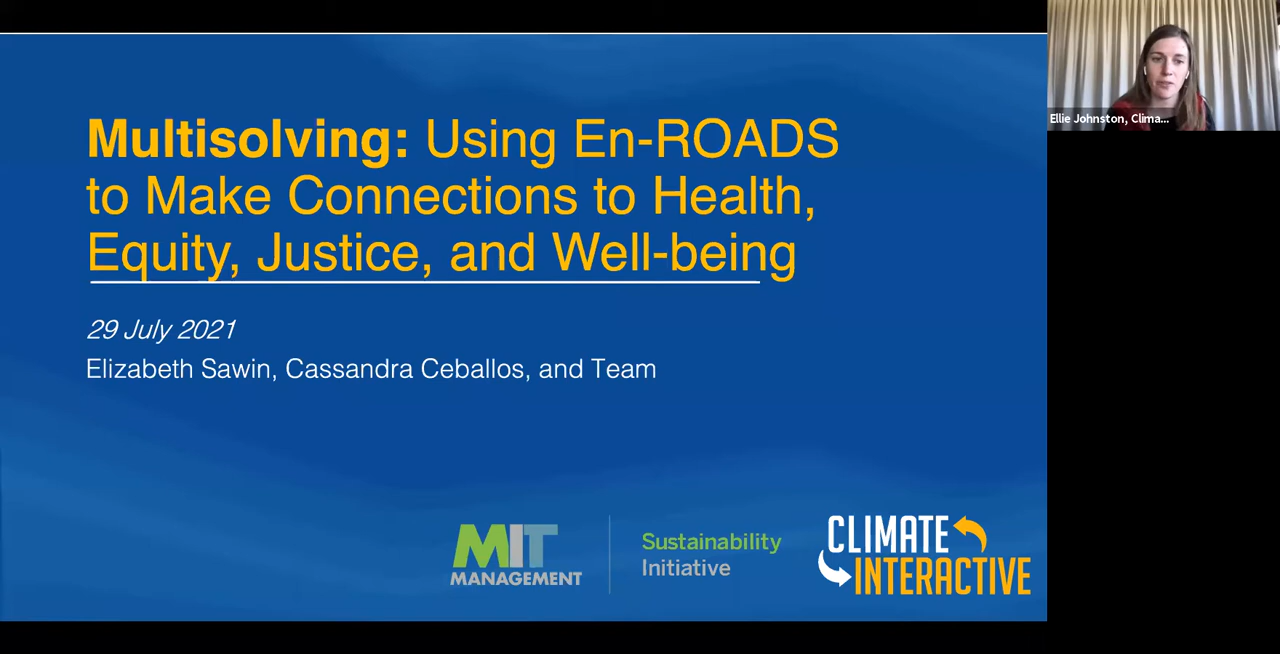 Multisolving: Using En-ROADS
to Make Connections to Health,
Equity, Justice, and Well-being
29 July 2021
Elizabeth Sawin, Cassandra Ceballos, and Team
MIT
MANAGEMENT
Sustainability
Initiative
CLIMATE
INTERACTIVE
Ellie Johnston, Clima...